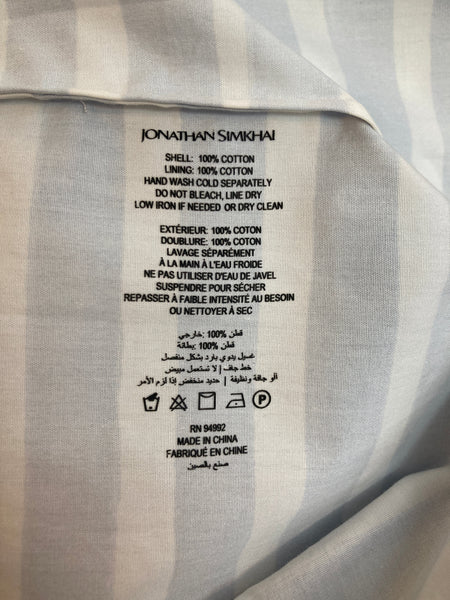 JONATHAN SIMKHAI
SHELL: 100% COTTON
LINING: 100% COTTON
HAND WASH COLD SEPARATELY
DO NOT BLEACH, LINE DRY
LOW IRON IF NEEDED OR DRY CLEAN
EXTÉRIEUR: 100% COTON
DOUBLURE: 100% COTON
LAVAGE SÉPARÉMENT
À LA MAIN À L'EAU FROIDE
NE PAS UTILISER D'EAU DE JAVEL
SUSPENDRE POUR SÉCHER
REPASSER À FAIBLE INTENSITÉ AU BESOIN
OU NETTOYER À SEC
قطن %100 :خارجي
قطن %100 :بطانة
غسيل يدوي بارد بشكل منفصل
خط جاف | لا تستعمل مبيض
أو جافة ونظيفة | حديد منخفض إذا لزم الأمر
P
RN 94992
MADE IN CHINA
FABRIQUÉ EN CHINE
صنع بالصين